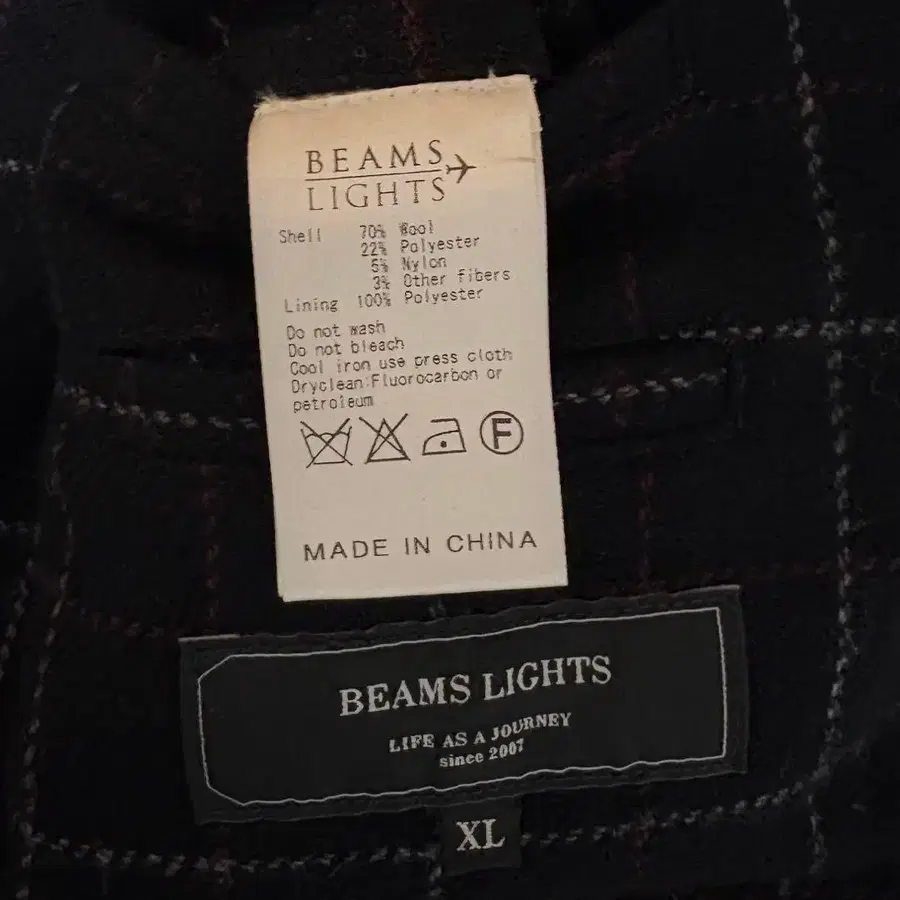 BEAMS
LIGHTS
Shell 70% Wool
22% Polyester
5% Nylon
3% Other fibers
Lining 100% Polyester
Do not wash
Do not bleach
Cool iron use press cloth
Dryclean:Fluorocarbon or
petroleum
F
MADE IN CHINA
BEAMS LIGHTS
LIFE AS A JOURNEY
since 2007
XL